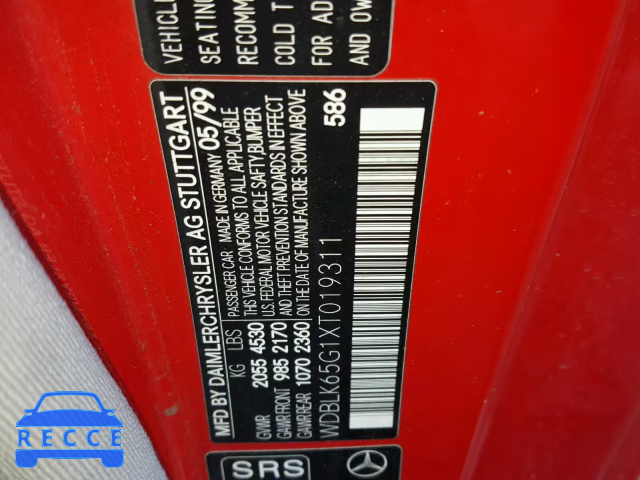 VEHICLE
SEATING
RECOMM
COLD T
FOR AD
AND OW
MFD BY DAIMLERCHRYSLER AG STUTTGART
05/99
KG LBS PASSENGER CAR MADE IN GERMANY
GVWR 2055 4530 THIS VEHICLE CONFORMS TO ALL APPLICABLE
U.S. FEDERAL MOTOR VEHICLE SAFETY, BUMPER
GAWR FRONT 985 2170 AND THEFT PREVENTION STANDARDS IN EFFECT
GAWR REAR 1070 2360 ON THE DATE OF MANUFACTURE SHOWN ABOVE
WDBLK65G1XT019311
586
SRS
RECCE